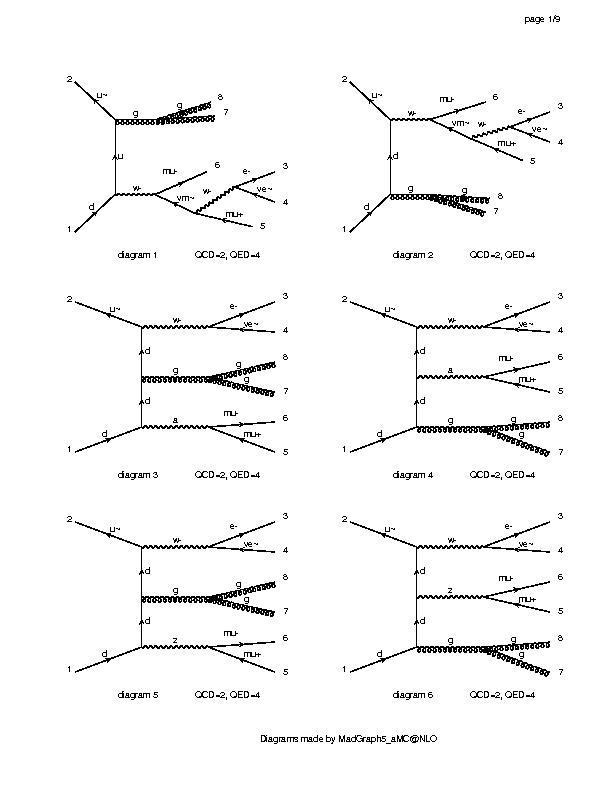 page 1/9
2
u~
g
g
8
7
u
d
1
w-
mu-
6
vm~
w-
e-
3
ve~
4
mu+
5
diagram 1 QCD=2, QED=4
2
u~
w-
mu-
6
vm~
w-
e-
3
ve~
4
mu+
5
d
d
1
g
g
8
g
7
diagram 2 QCD=2, QED=4
2
u~
w-
e-
3
ve~
4
d
g
g
8
g
7
d
d
1
a
mu-
6
mu+
5
diagram 3 QCD=2, QED=4
2
u~
w-
e-
3
ve~
4
d
a
mu-
6
mu+
5
d
d
1
g
g
8
g
7
diagram 4 QCD=2, QED=4
2
u~
w-
e-
3
ve~
4
d
g
g
8
g
7
d
d
1
z
mu-
6
mu+
5
diagram 5 QCD=2, QED=4
2
u~
w-
e-
3
ve~
4
d
z
mu-
6
mu+
5
d
d
1
g
g
8
g
7
diagram 6 QCD=2, QED=4
Diagrams made by MadGraph5_aMC@NLO